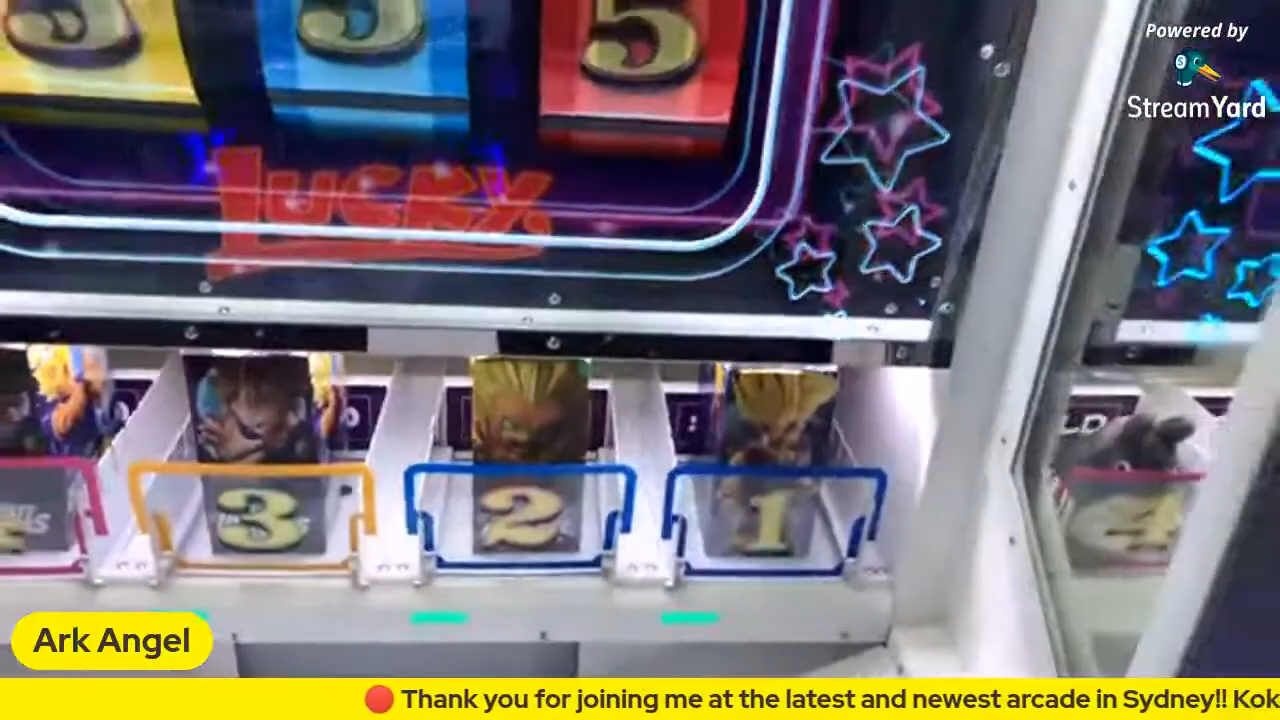 Powered by
StreamYard
5 5 5
LUCKY
3 2 1 4
Ark Angel
Thank you for joining me at the latest and newest arcade in Sydney!! Kok